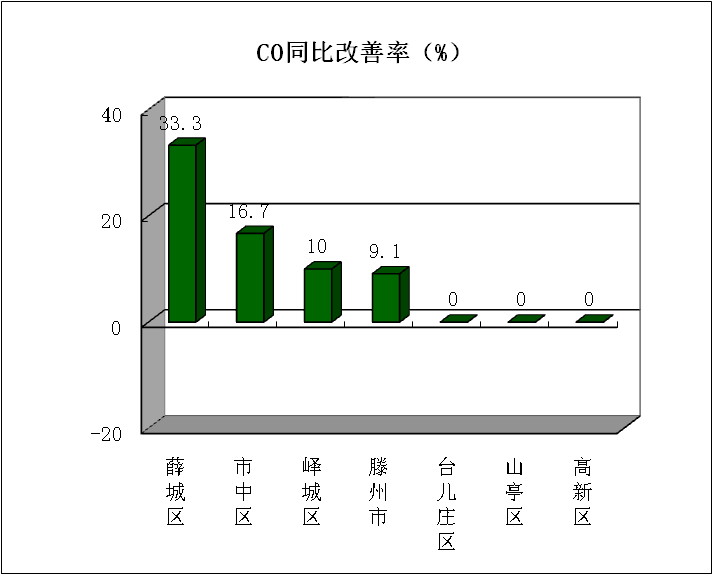 CO同比改善率（%）
40
20
0
-20
33.3
16.7
10
9.1
0
0
0
薛城区
市中区
峄城区
滕州市
台儿庄区
山亭区
高新区